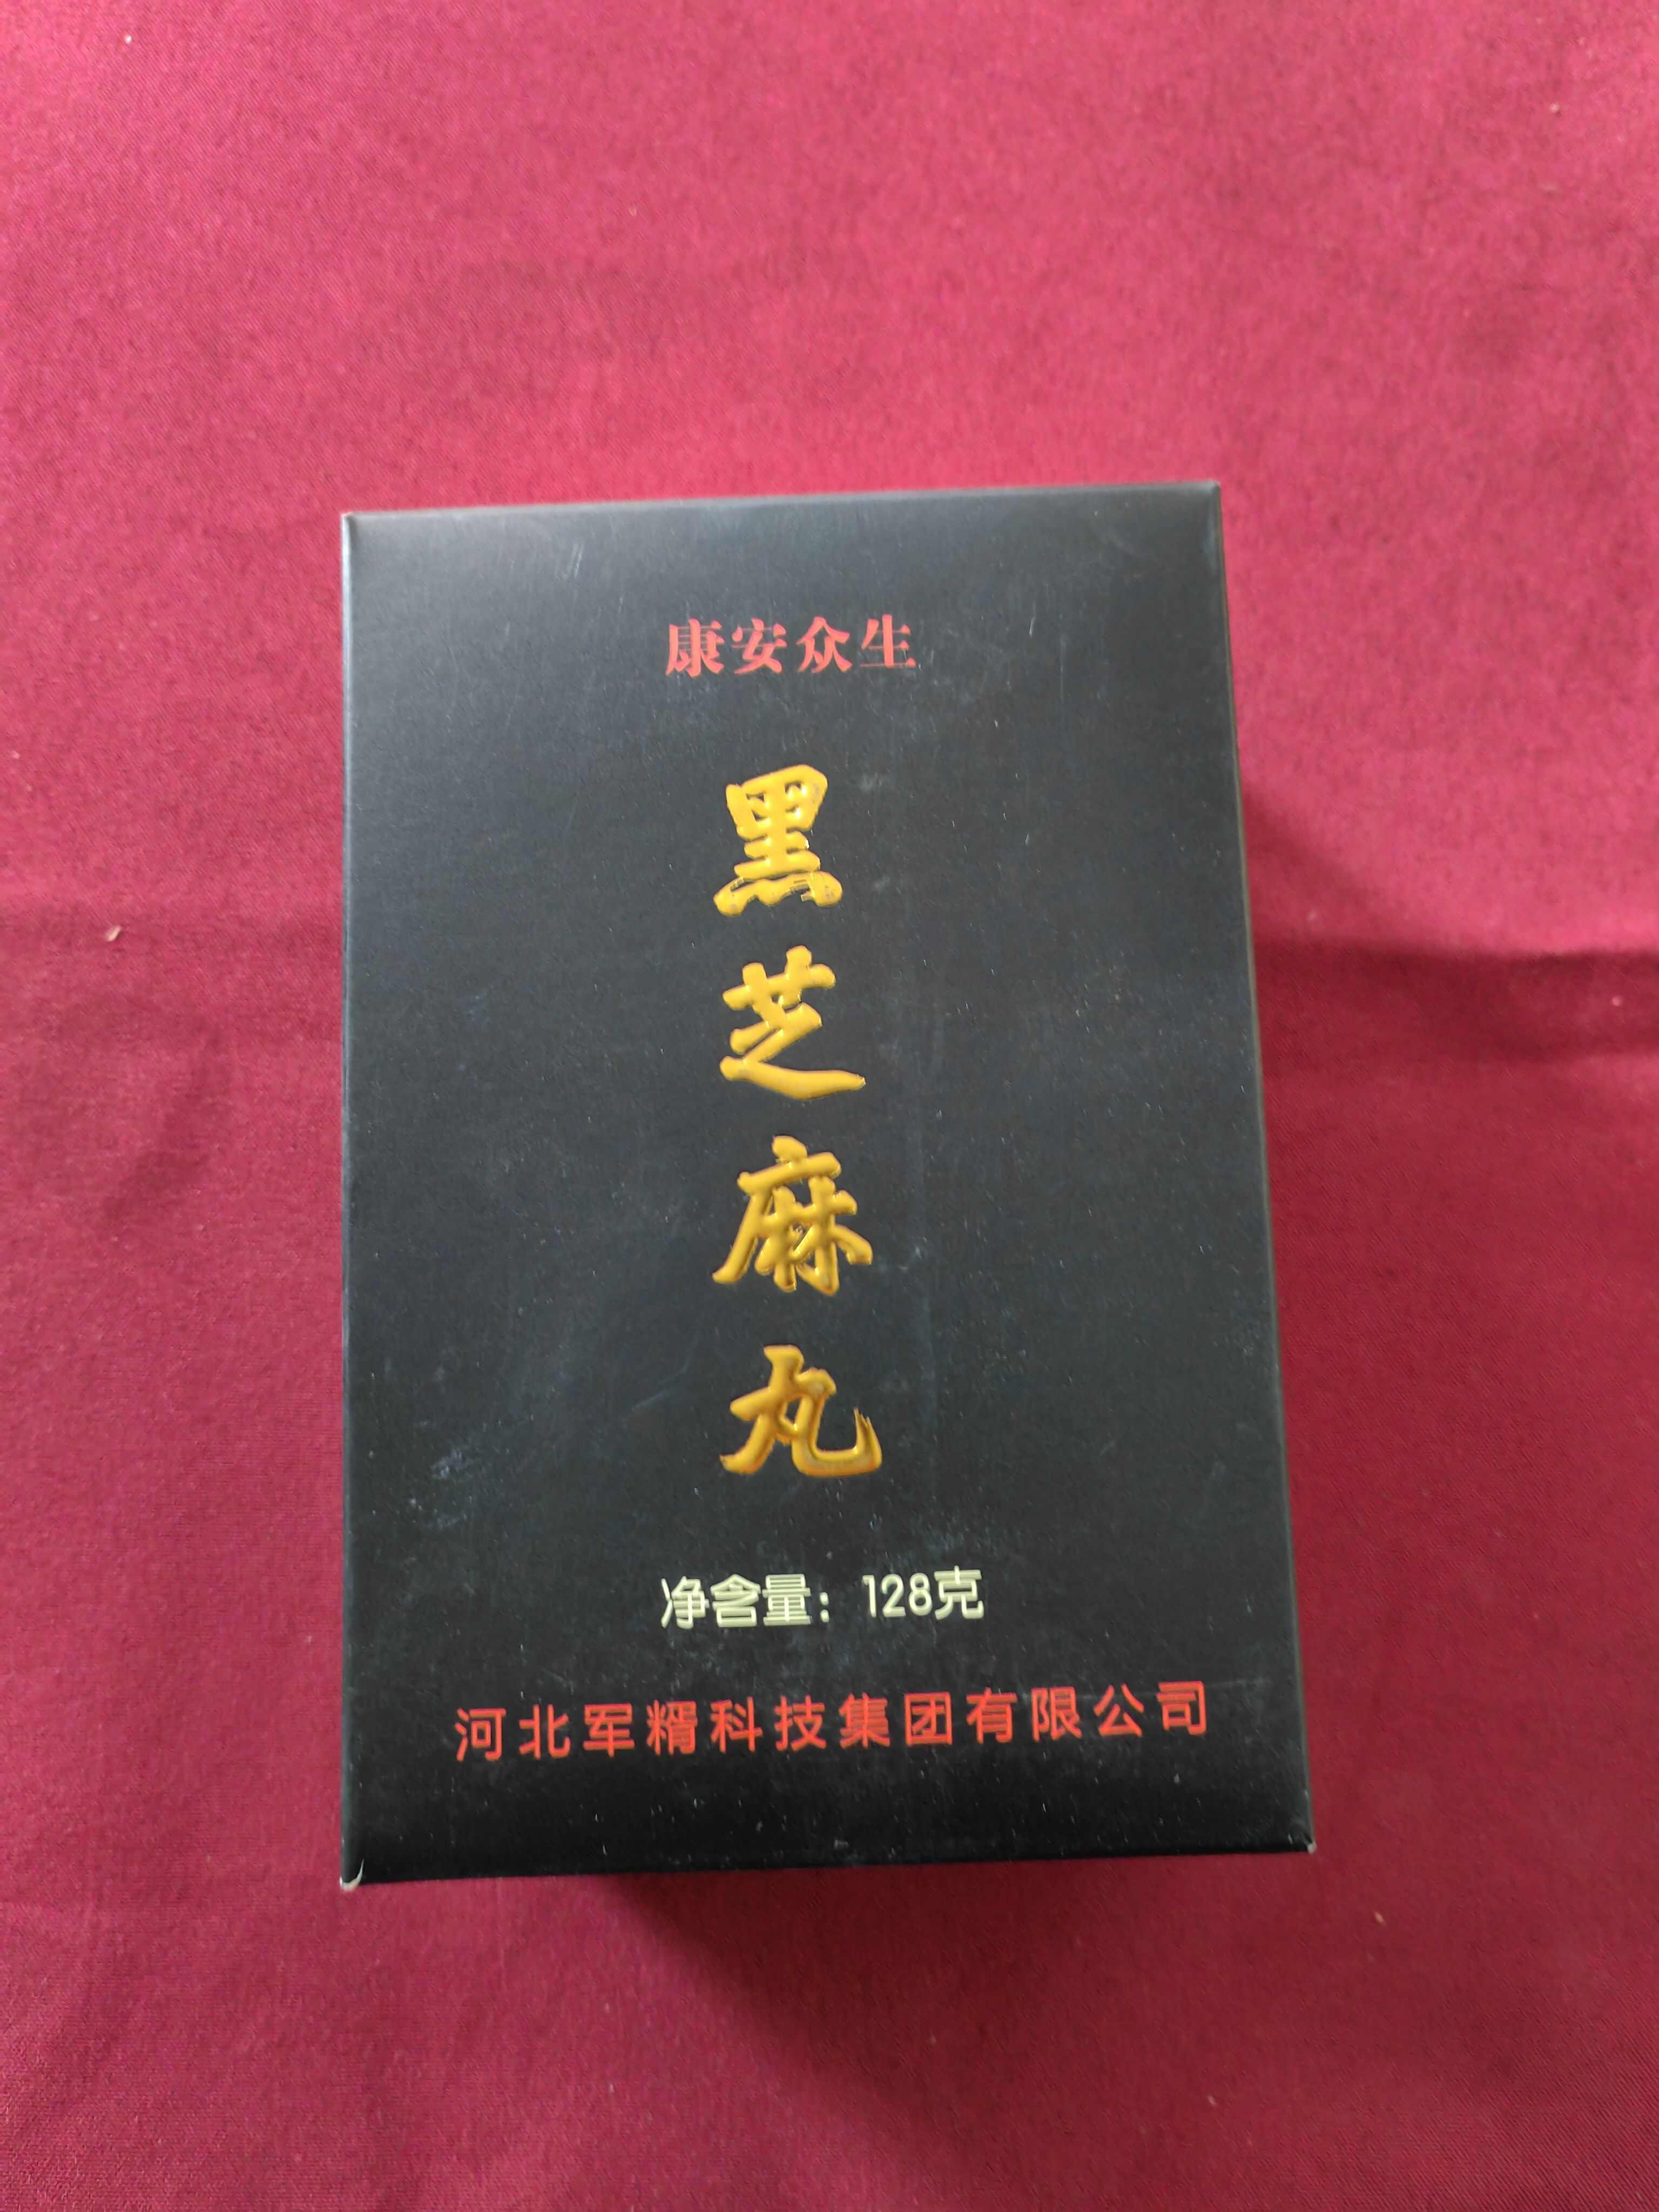 康安众生
黑芝麻丸
净含量：128克
河北军糈科技集团有限公司